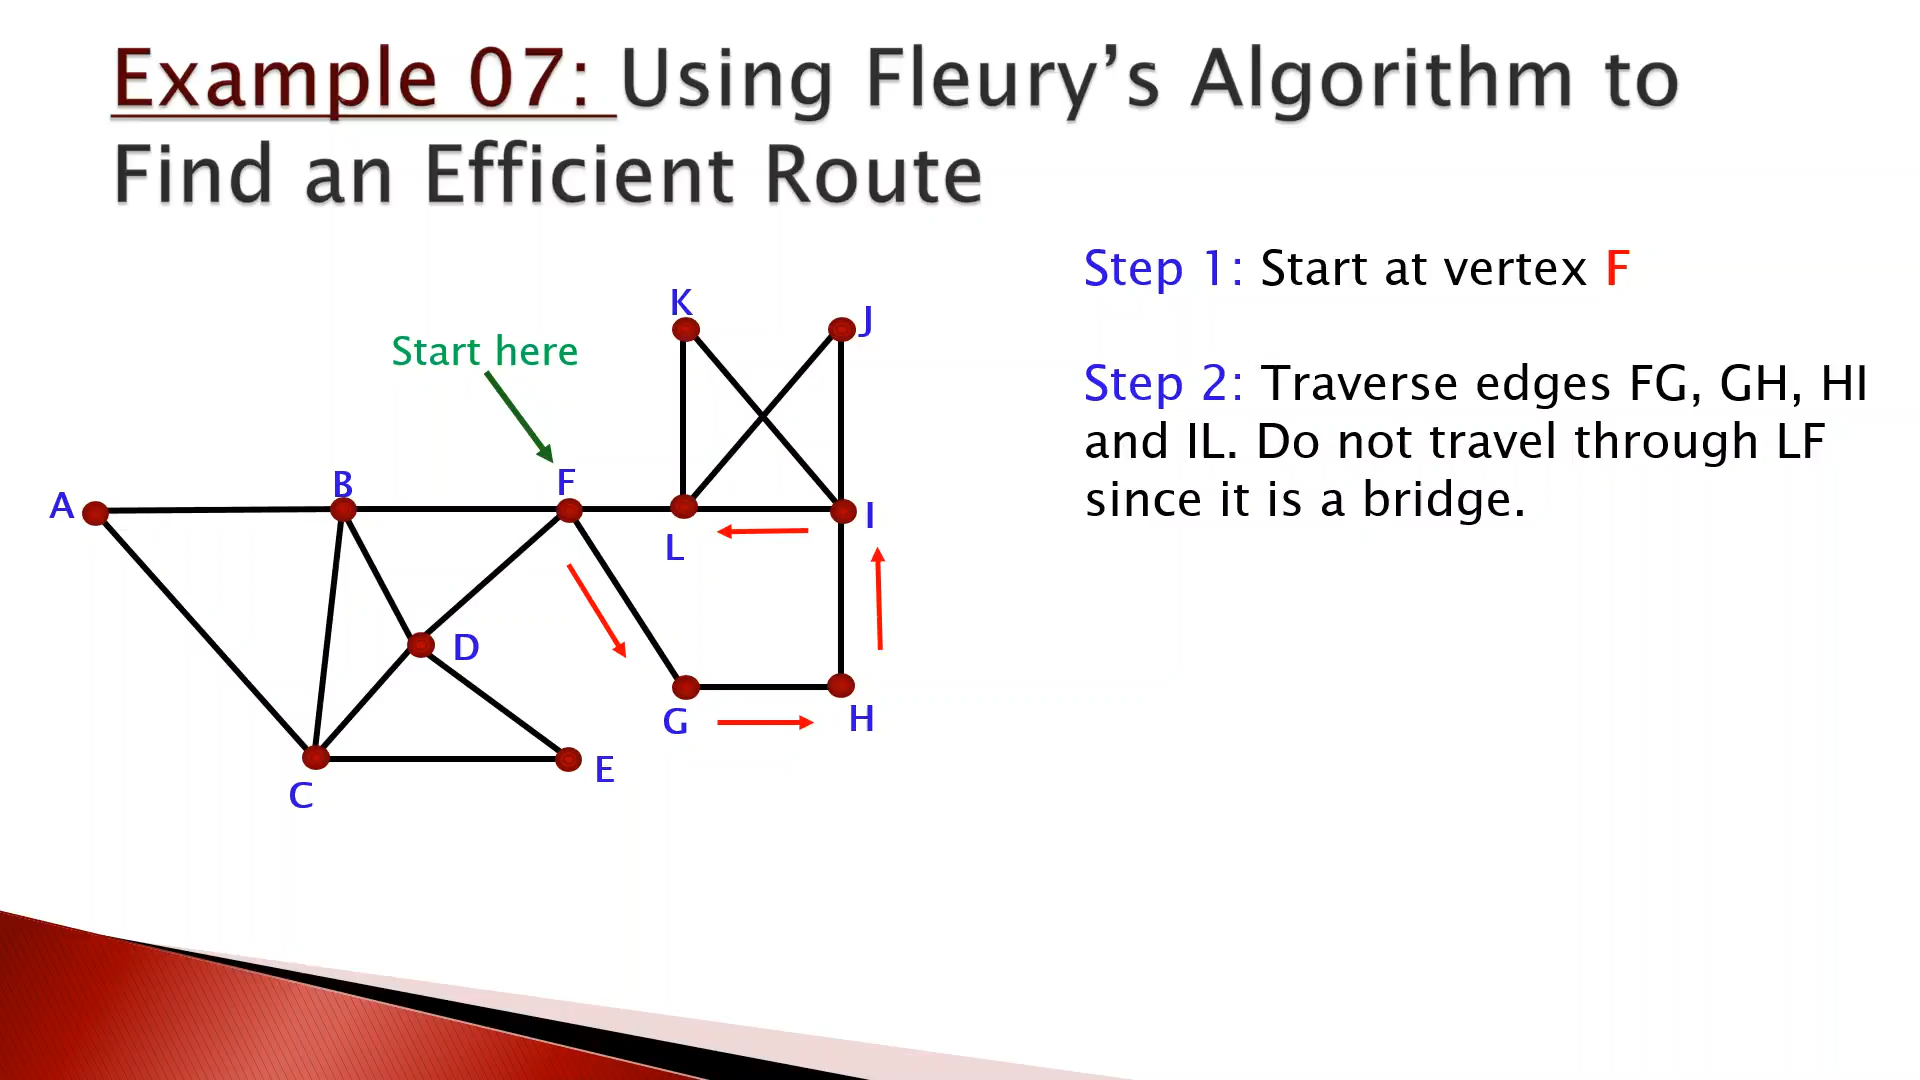 Example 07: Using Fleury's Algorithm to
Find an Efficient Route
Step 1: Start at vertex F
Step 2: Traverse edges FG, GH, HI
and IL. Do not travel through LF
since it is a bridge.
Start here
K
J
A
B
F
L
I
D
G
H
C
E